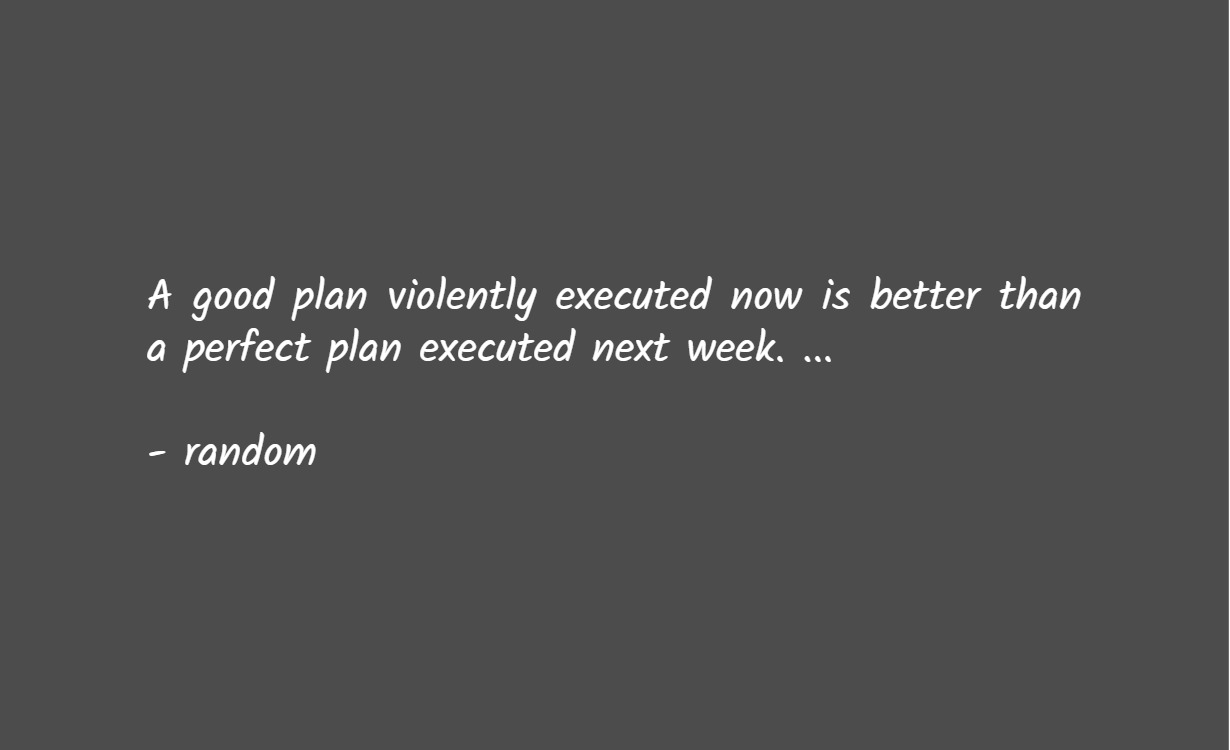 A good plan violently executed now is better than
a perfect plan executed next week. ...
- random